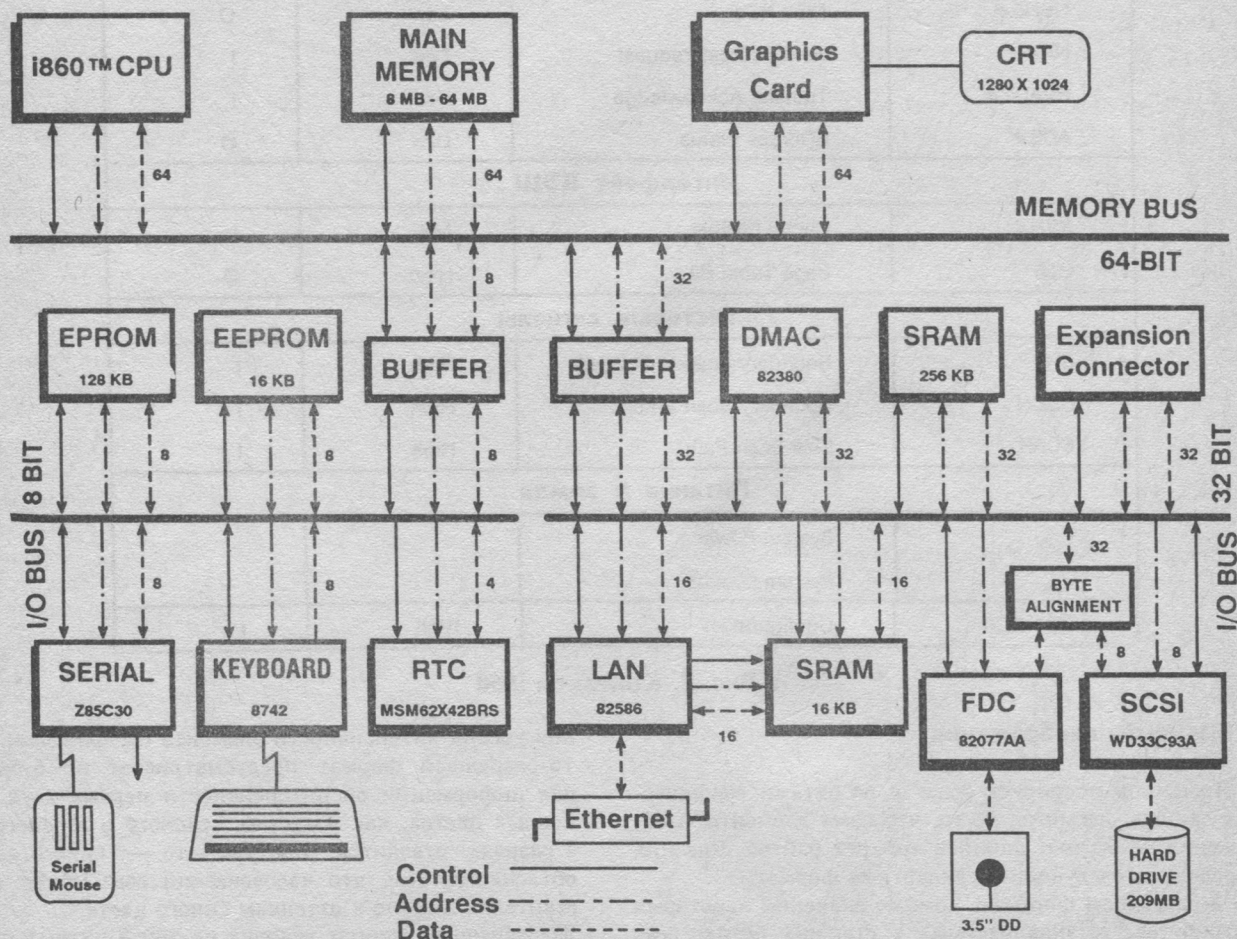 i860™ CPU
MAIN
MEMORY
8 MB - 64 MB
Graphics
Card
CRT
1280 X 1024
64
64
64
MEMORY BUS
64-BIT
8
32
EPROM
128 KB
EEPROM
16 KB
BUFFER
BUFFER
DMAC
82380
SRAM
256 KB
Expansion
Connector
8
8
8
32
32
32
32
I/O BUS 8 BIT
I/O BUS 32 BIT
8
8
4
16
16
32
BYTE
ALIGNMENT
8
SERIAL
Z85C30
KEYBOARD
8742
RTC
MSM62X42BRS
LAN
82586
SRAM
16 KB
16
FDC
82077AA
SCSI
WD33C93A
Serial
Mouse
Ethernet
3.5" DD
HARD
DRIVE
209MB
Control
Address
Data